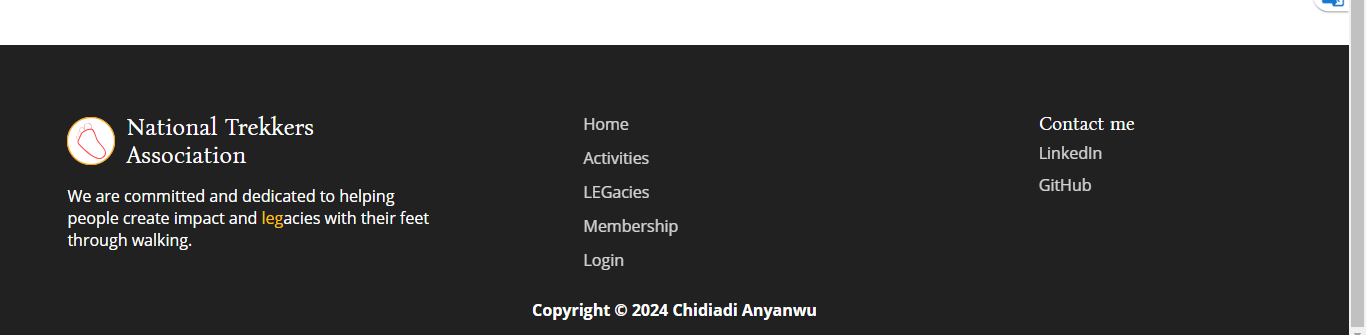 National Trekkers
Association
We are committed and dedicated to helping
people create impact and legacies with their feet
through walking.
Home
Activities
LEGacies
Membership
Login
Contact me
LinkedIn
GitHub
Copyright © 2024 Chidiadi Anyanwu